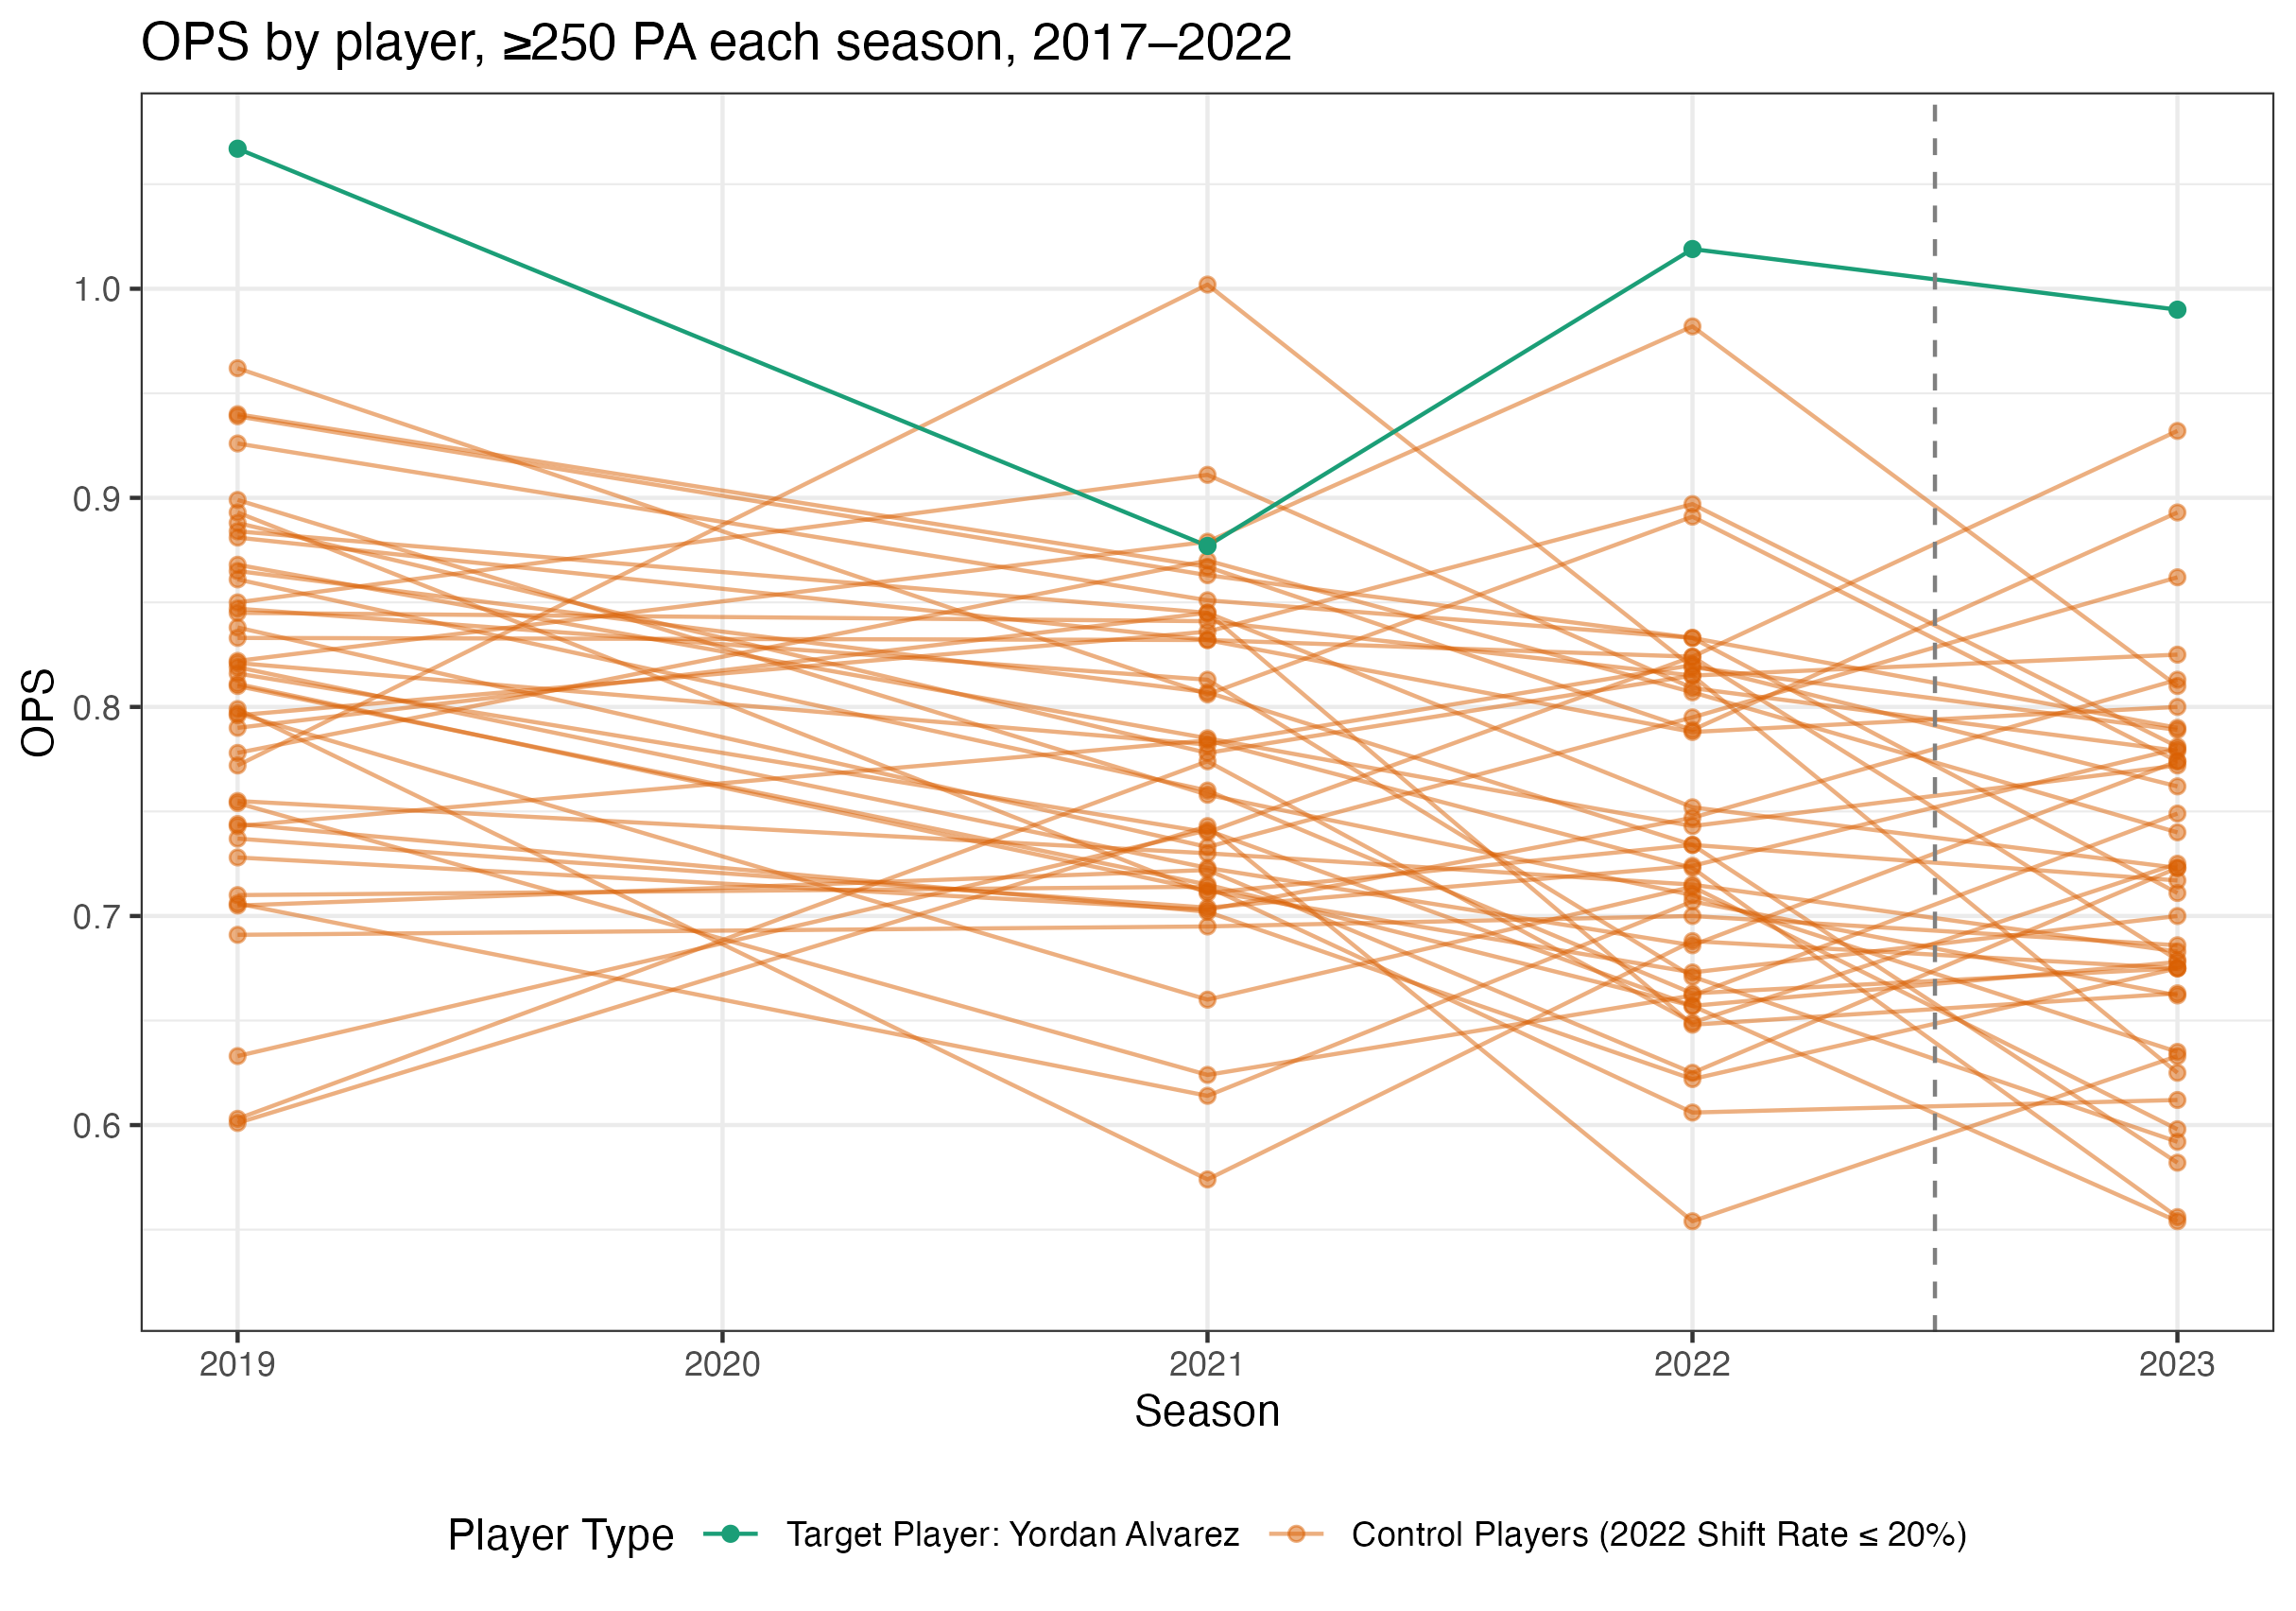 OPS by player, ≥250 PA each season, 2017–2022
OPS
1.0
0.9
0.8
0.7
0.6
2019 2020 2021 2022 2023
Season
Player Type Target Player: Yordan Alvarez Control Players (2022 Shift Rate ≤ 20%)